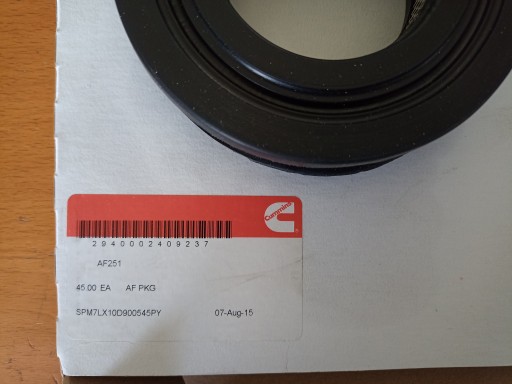 Cummins
2940002409237
AF251
45.00 EA AF PKG
SPM7LX10D900545PY 07-Aug-15